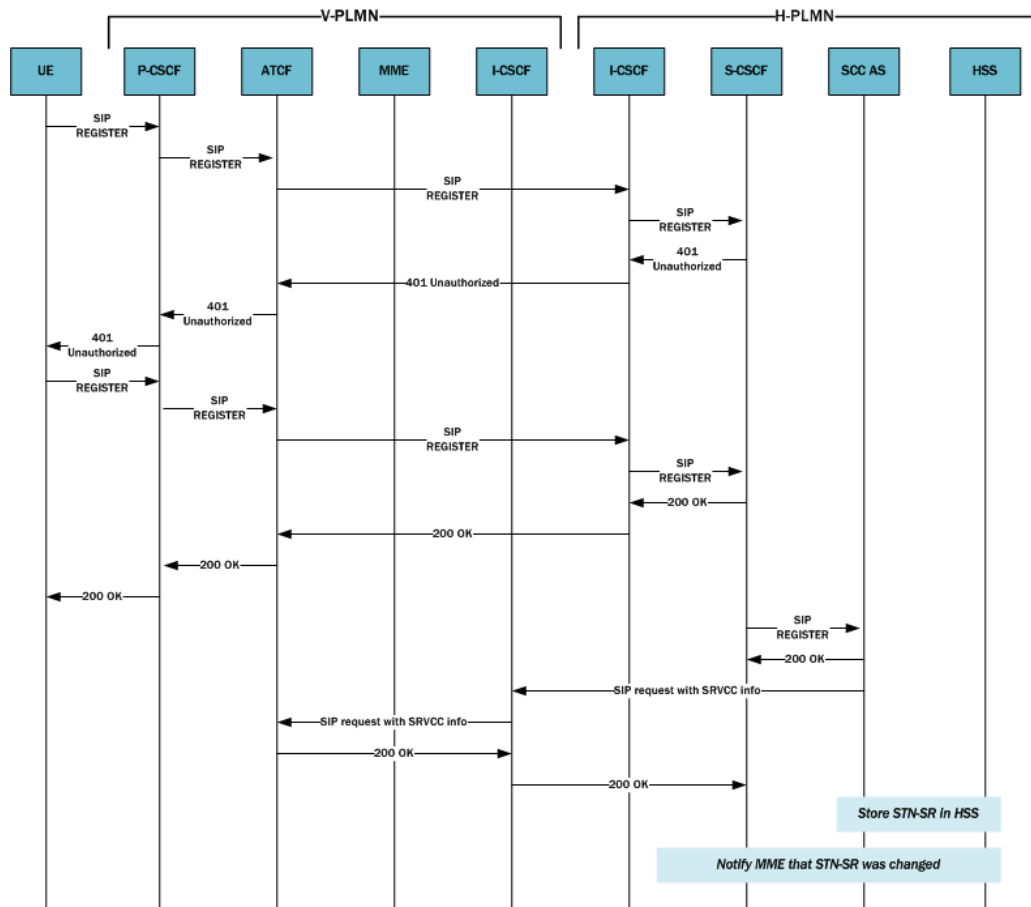 V-PLMN
H-PLMN
UE
P-CSCF
ATCF
MME
I-CSCF
I-CSCF
S-CSCF
SCC AS
HSS
SIP
REGISTER
SIP
REGISTER
SIP
REGISTER
SIP
REGISTER
401
Unauthorized
401 Unauthorized
401
Unauthorized
401
Unauthorized
SIP
REGISTER
SIP
REGISTER
SIP
REGISTER
SIP
REGISTER
200 OK
200 OK
200 OK
200 OK
SIP
REGISTER
200 OK
SIP request with SRVCC info
SIP request with SRVCC info
200 OK
200 OK
Store STN-SR in HSS
Notify MME that STN-SR was changed